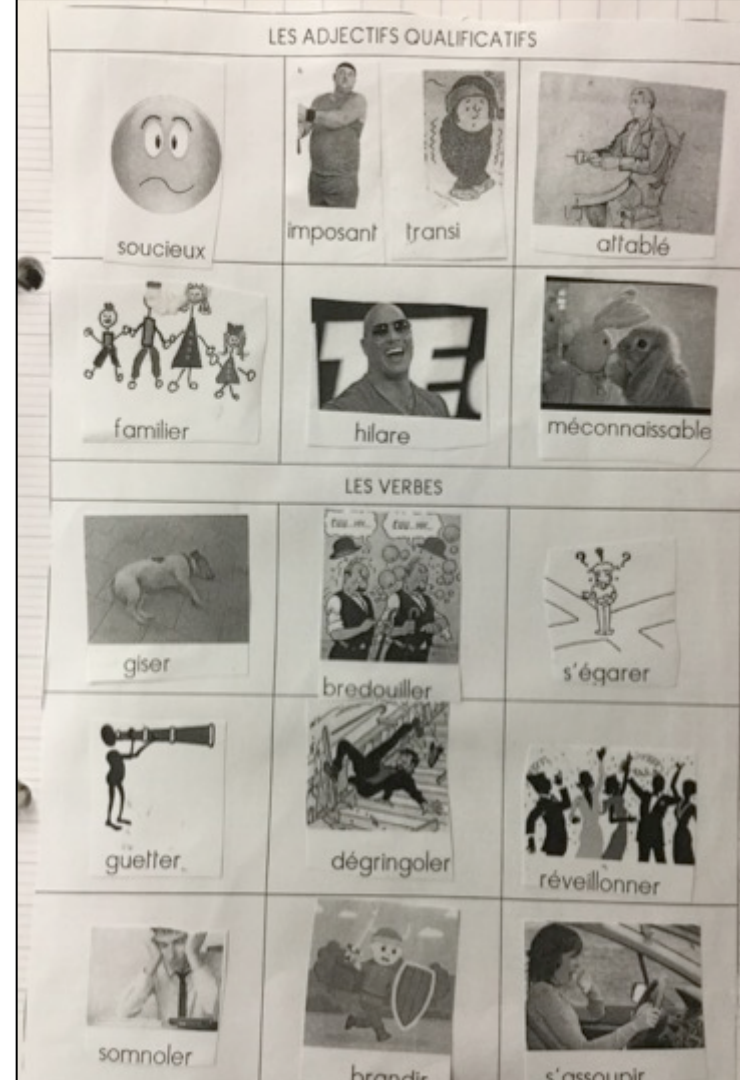 LES ADJECTIFS QUALIFICATIFS
soucieux
imposant transi
attablé
familier
hilare
méconnaissable
LES VERBES
giser
bredouiller
s'égarer
guetter
dégringoler
réveillonner
somnoler
brandir
s'assoupir